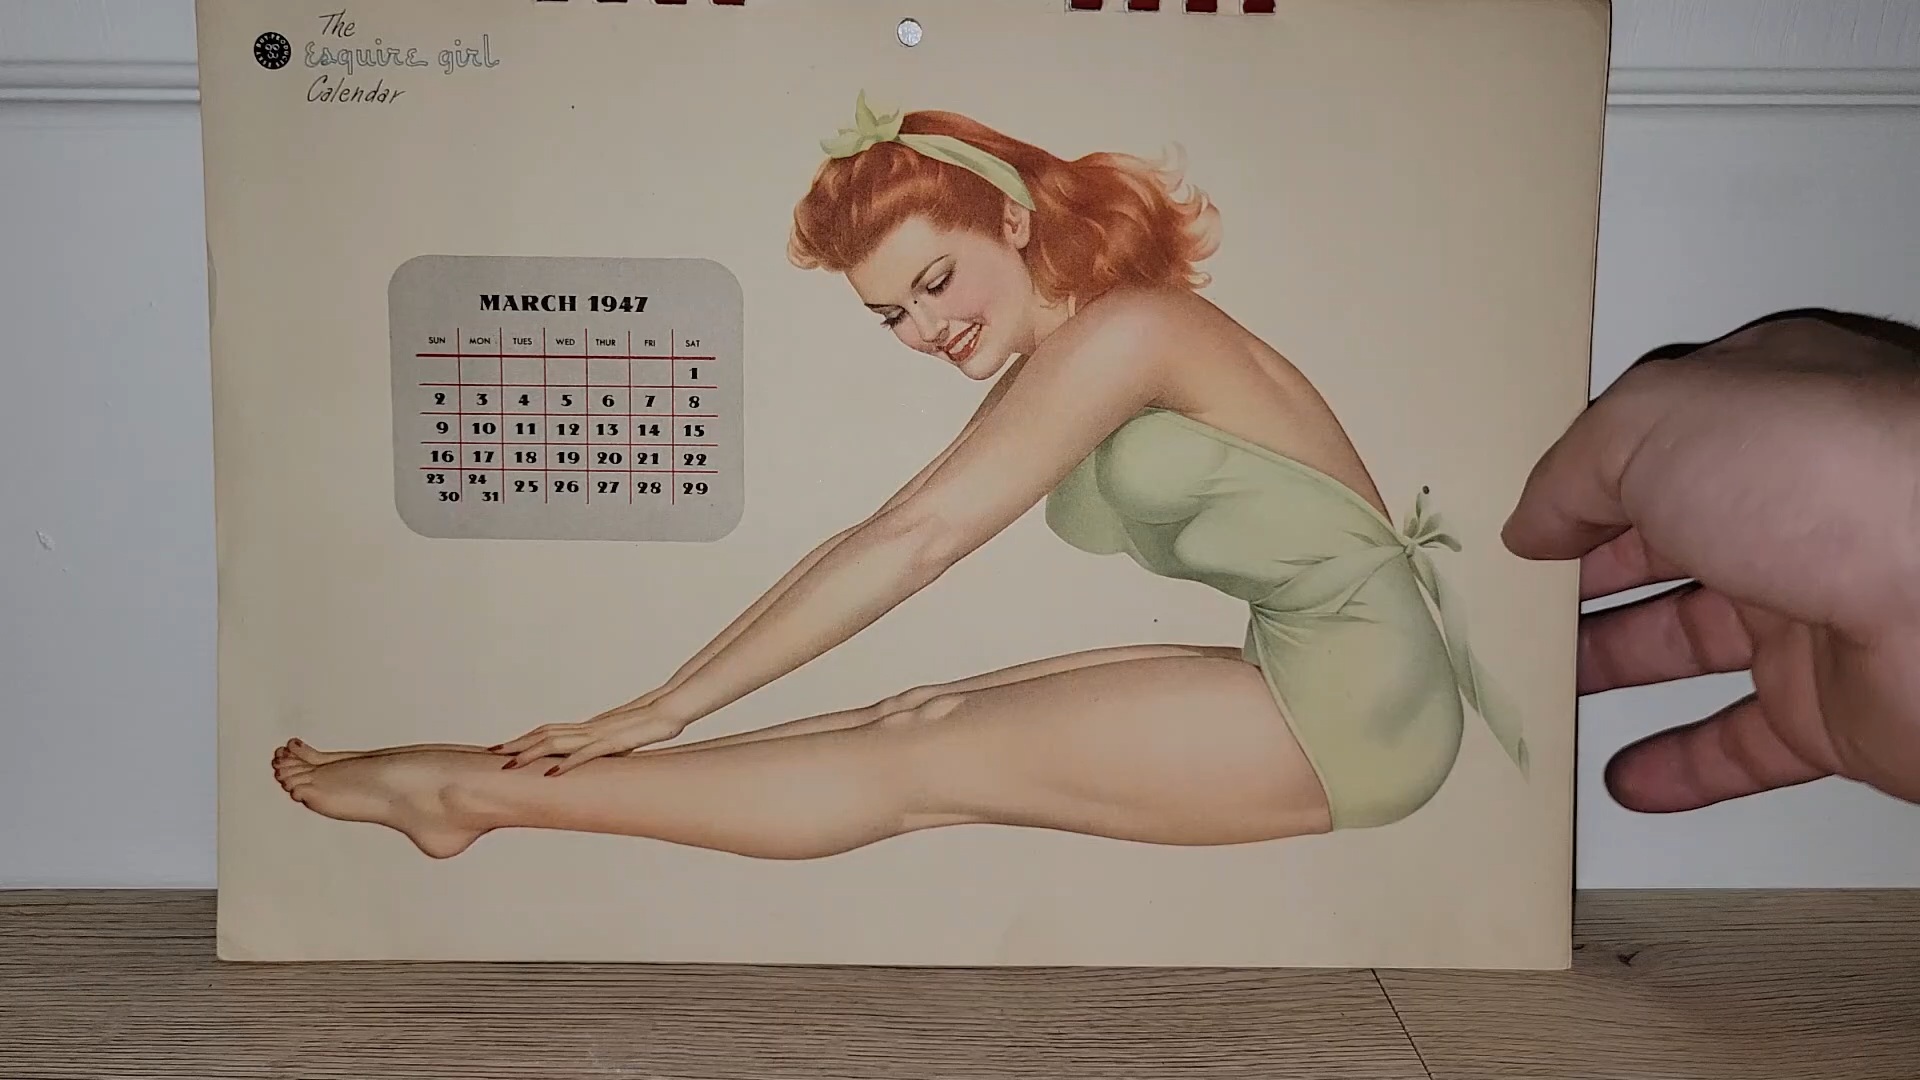 The
Esquire girl
Calendar
MARCH 1947
SUN MON TUES WED THUR FRI SAT
1
2 3 4 5 6 7 8
9 10 11 12 13 14 15
16 17 18 19 20 21 22
23 24 25 26 27 28 29
30 31